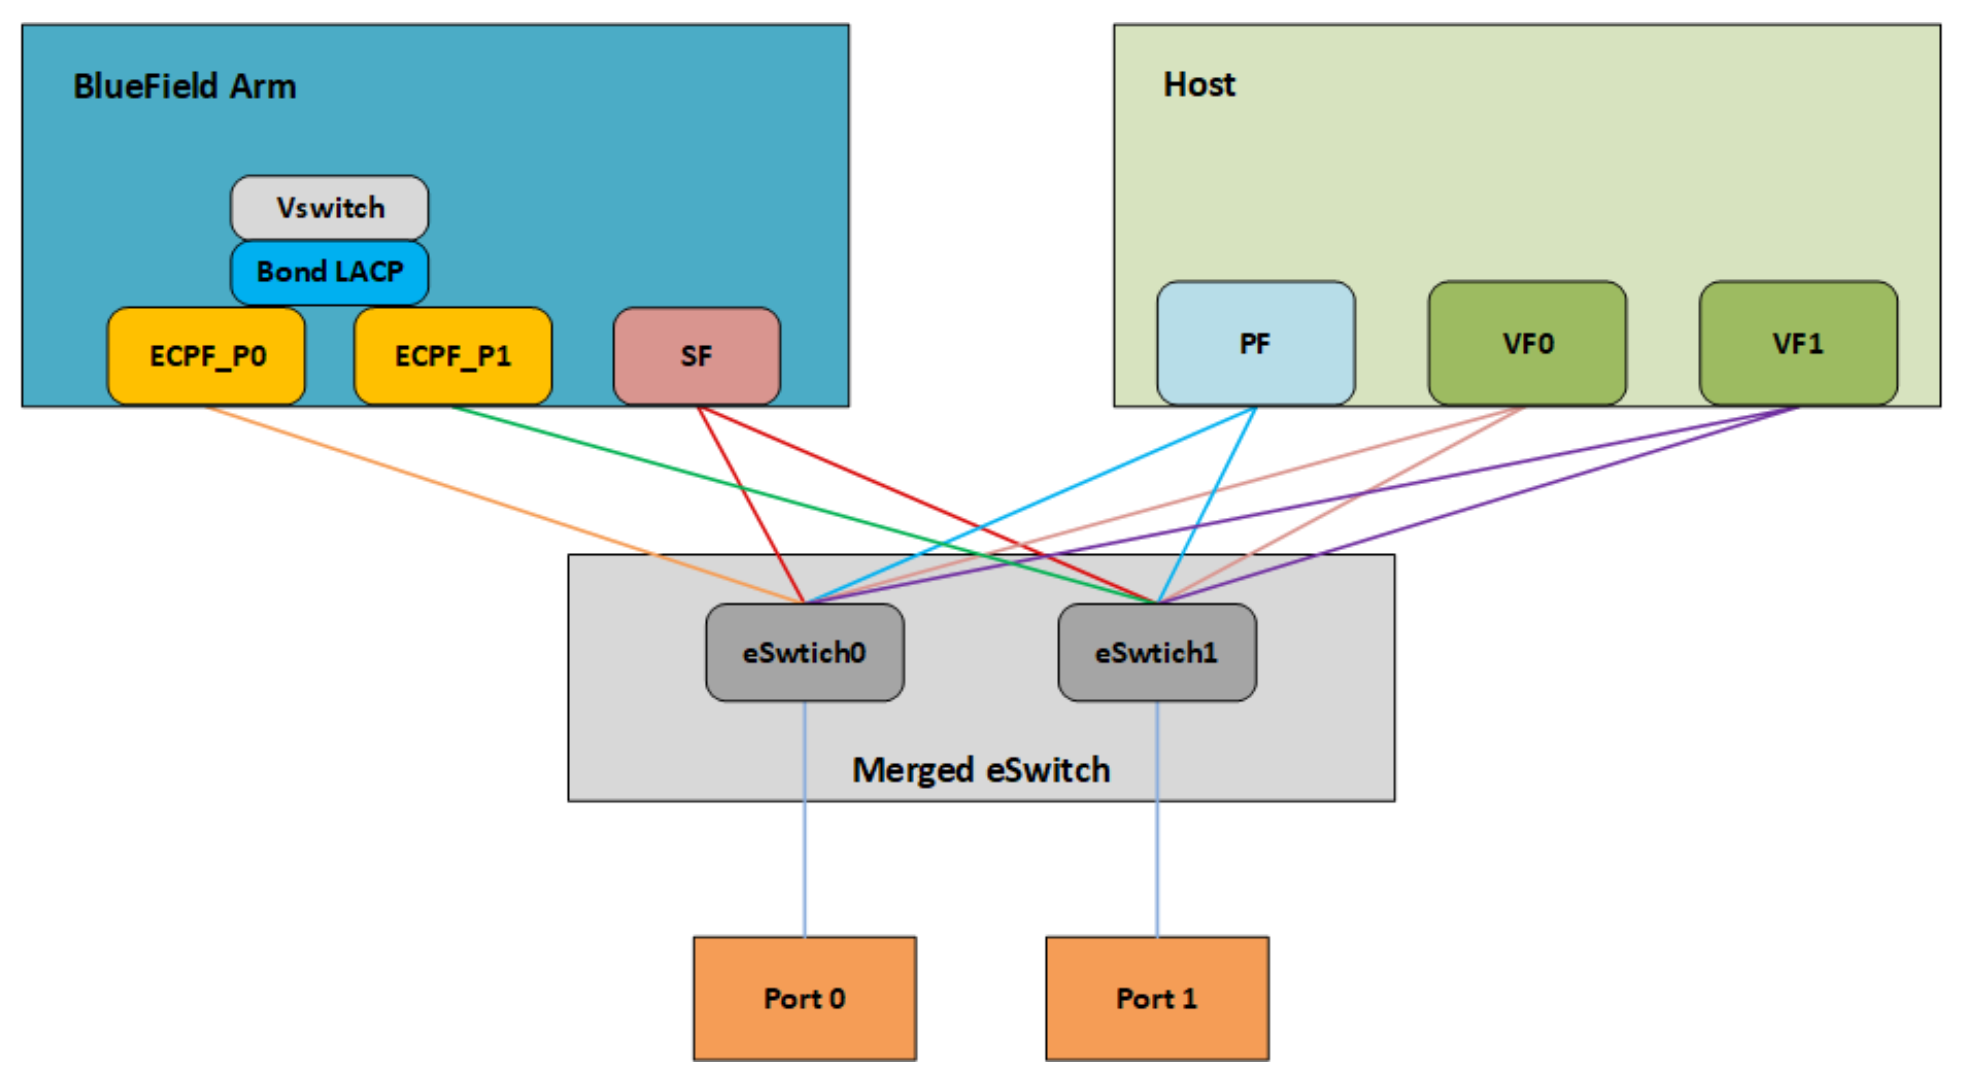 BlueField Arm
Host
Vswitch
Bond LACP
ECPF_P0
ECPF_P1
SF
PF
VF0
VF1
eSwtich0
eSwtich1
Merged eSwitch
Port 0
Port 1